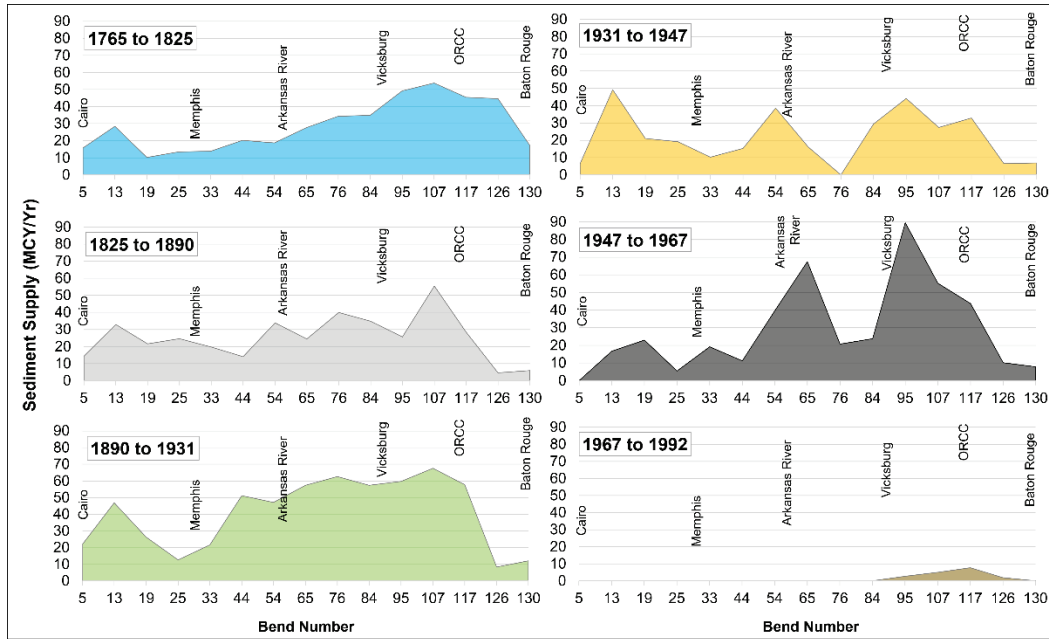 Sediment Supply (MCY/Yr)
1765 to 1825
90
80
70
60
50
40
30
20
10
0
Cairo
Memphis
Arkansas River
Vicksburg
ORCC
Baton Rouge
5 13 19 25 33 44 54 65 76 84 95 107 117 126 130
1825 to 1890
90
80
70
60
50
40
30
20
10
0
Cairo
Memphis
Arkansas River
Vicksburg
ORCC
Baton Rouge
5 13 19 25 33 44 54 65 76 84 95 107 117 126 130
1890 to 1931
90
80
70
60
50
40
30
20
10
0
Cairo
Memphis
Arkansas River
Vicksburg
ORCC
Baton Rouge
5 13 19 25 33 44 54 65 76 84 95 107 117 126 130
Bend Number
1931 to 1947
90
80
70
60
50
40
30
20
10
0
Cairo
Memphis
Arkansas River
Vicksburg
ORCC
Baton Rouge
5 13 19 25 33 44 54 65 76 84 95 107 117 126 130
1947 to 1967
90
80
70
60
50
40
30
20
10
0
Cairo
Memphis
Arkansas
River
Vicksburg
ORCC
Baton Rouge
5 13 19 25 33 44 54 65 76 84 95 107 117 126 130
1967 to 1992
90
80
70
60
50
40
30
20
10
0
Cairo
Memphis
Arkansas River
Vicksburg
ORCC
Baton Rouge
5 13 19 25 33 44 54 65 76 84 95 107 117 126 130
Bend Number